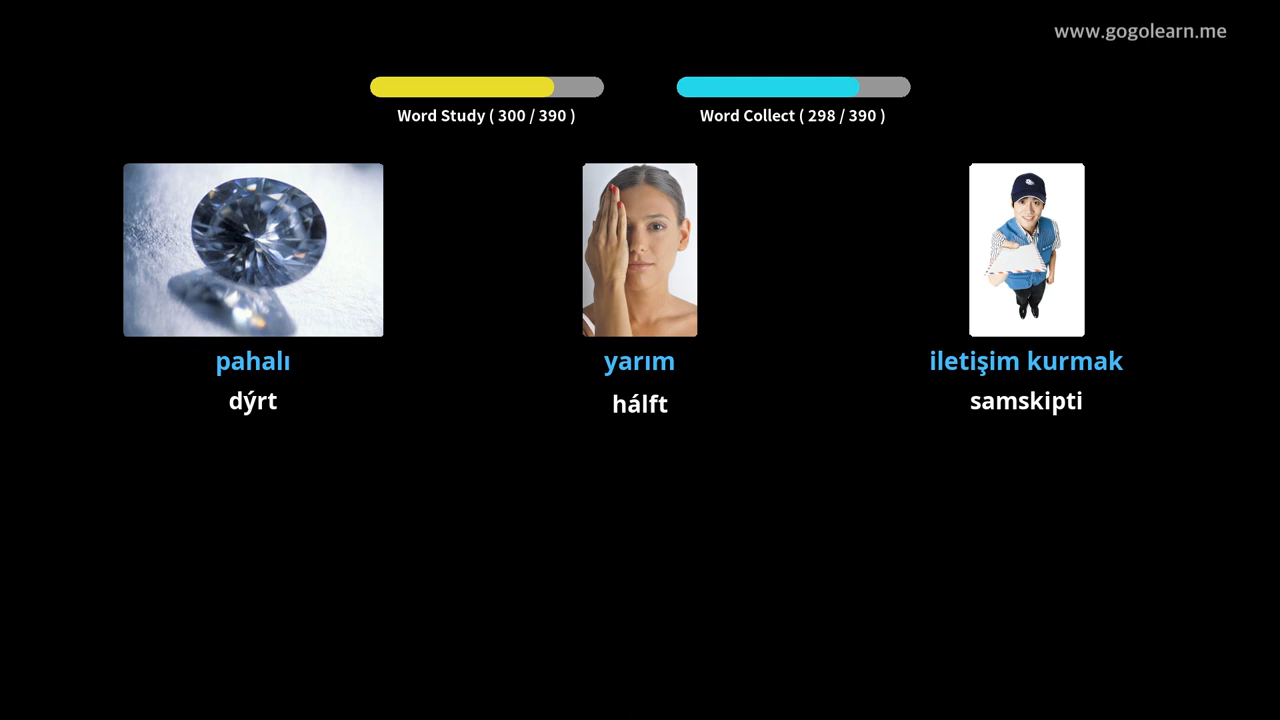 www.gogolearn.me
Word Study ( 300 / 390 )
Word Collect ( 298 / 390 )
pahalı
dýrt
yarım
hálft
iletişim kurmak
samskipti